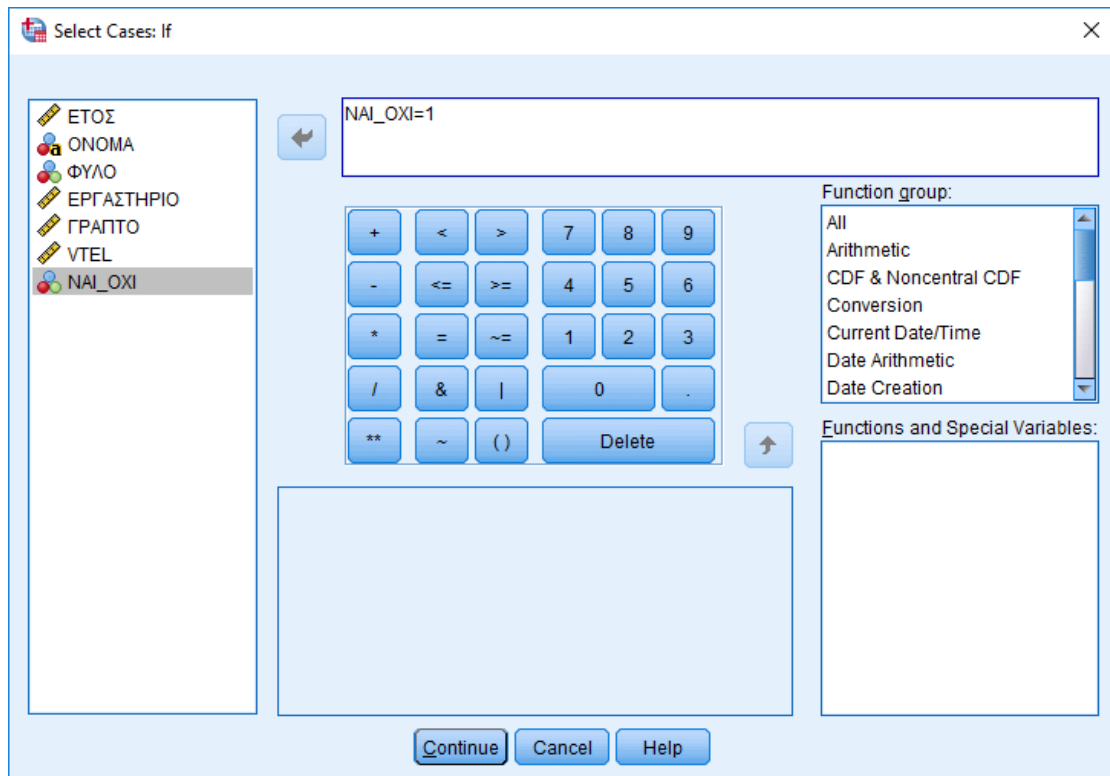 Select Cases: If
ΕΤΟΣ
ΟΝΟΜΑ
ΦΥΛΟ
ΕΡΓΑΣΤΗΡΙΟ
ΓΡΑΠΤΟ
VTEL
ΝΑΙ_ΟΧΙ
ΝΑΙ_ΟΧΙ=1
+ < > 7 8 9
- <= >= 4 5 6
* = ~= 1 2 3
/ & | 0 .
** ~ ( ) Delete
Function group:
All
Arithmetic
CDF & Noncentral CDF
Conversion
Current Date/Time
Date Arithmetic
Date Creation
Functions and Special Variables:
Continue Cancel Help